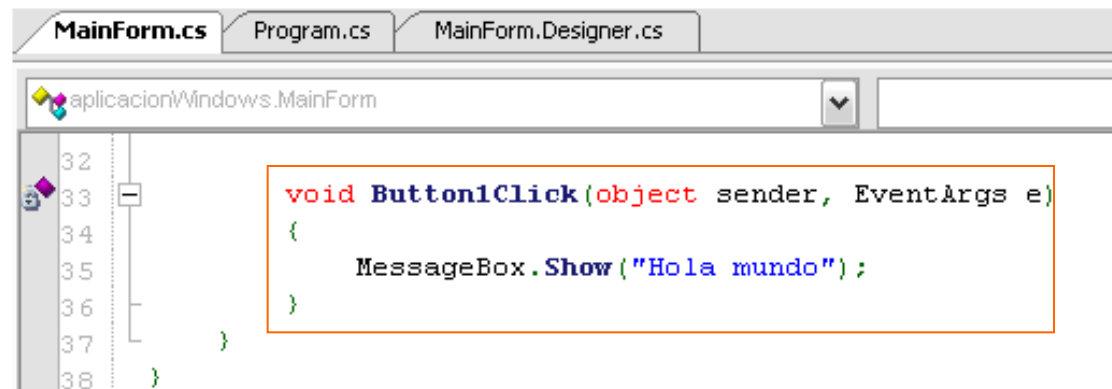 MainForm.cs Program.cs MainForm.Designer.cs
aplicacionWindows.MainForm
32
33 void Button1Click(object sender, EventArgs e)
34 {
35 MessageBox.Show("Hola mundo");
36 }
37 }
38 }